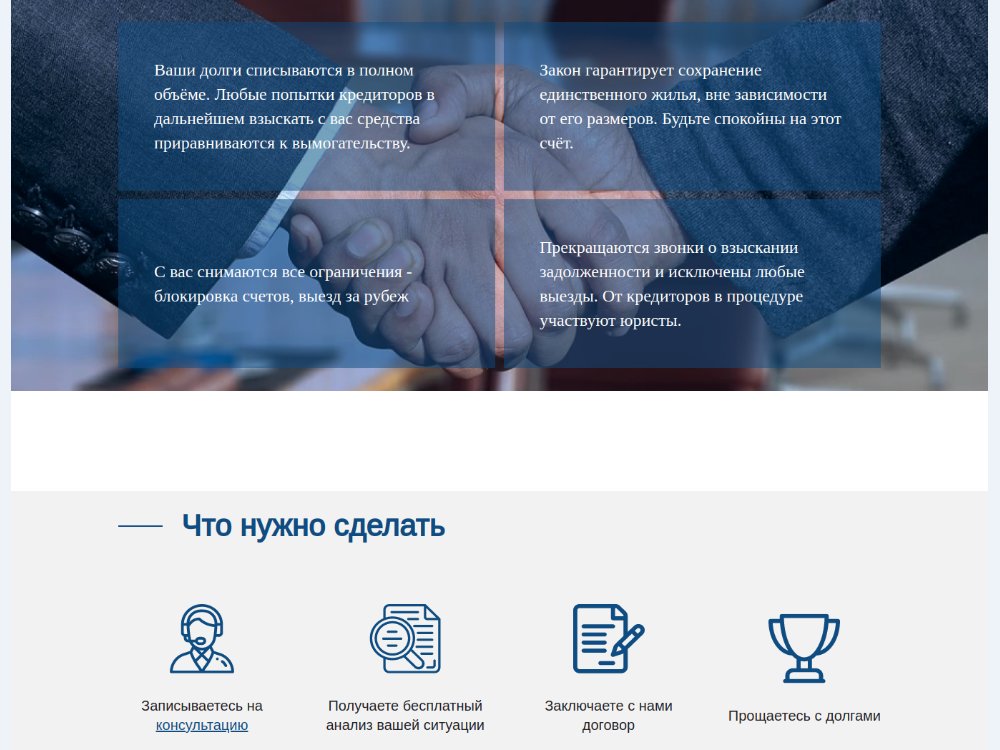 Ваши долги списываются в полном
объёме. Любые попытки кредиторов в
дальнейшем взыскать с вас средства
приравниваются к вымогательству.
Закон гарантирует сохранение
единственного жилья, вне зависимости
от его размеров. Будьте спокойны на этот
счёт.
С вас снимаются все ограничения -
блокировка счетов, выезд за рубеж
Прекращаются звонки о взыскании
задолженности и исключены любые
выезды. От кредиторов в процедуре
участвуют юристы.
Что нужно сделать
Записываетесь на
консультацию
Получаете бесплатный
анализ вашей ситуации
Заключаете с нами
договор
Прощаетесь с долгами